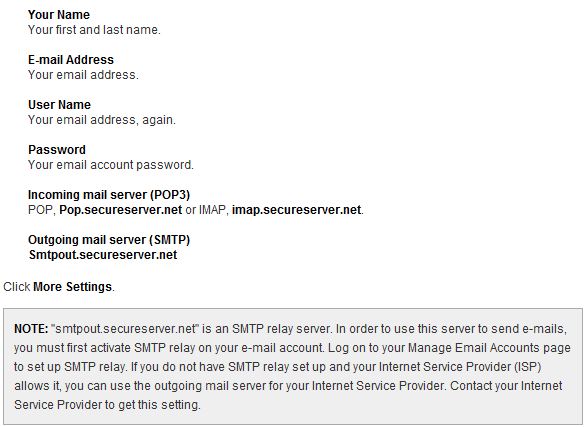 Your Name
Your first and last name.
E-mail Address
Your email address.
User Name
Your email address, again.
Password
Your email account password.
Incoming mail server (POP3)
POP, Pop.secureserver.net or IMAP, imap.secureserver.net.
Outgoing mail server (SMTP)
Smtpout.secureserver.net
Click More Settings.
NOTE: "smtpout.secureserver.net" is an SMTP relay server. In order to use this server to send e-mails,
you must first activate SMTP relay on your e-mail account. Log on to your Manage Email Accounts page
to set up SMTP relay. If you do not have SMTP relay set up and your Internet Service Provider (ISP)
allows it, you can use the outgoing mail server for your Internet Service Provider. Contact your Internet
Service Provider to get this setting.